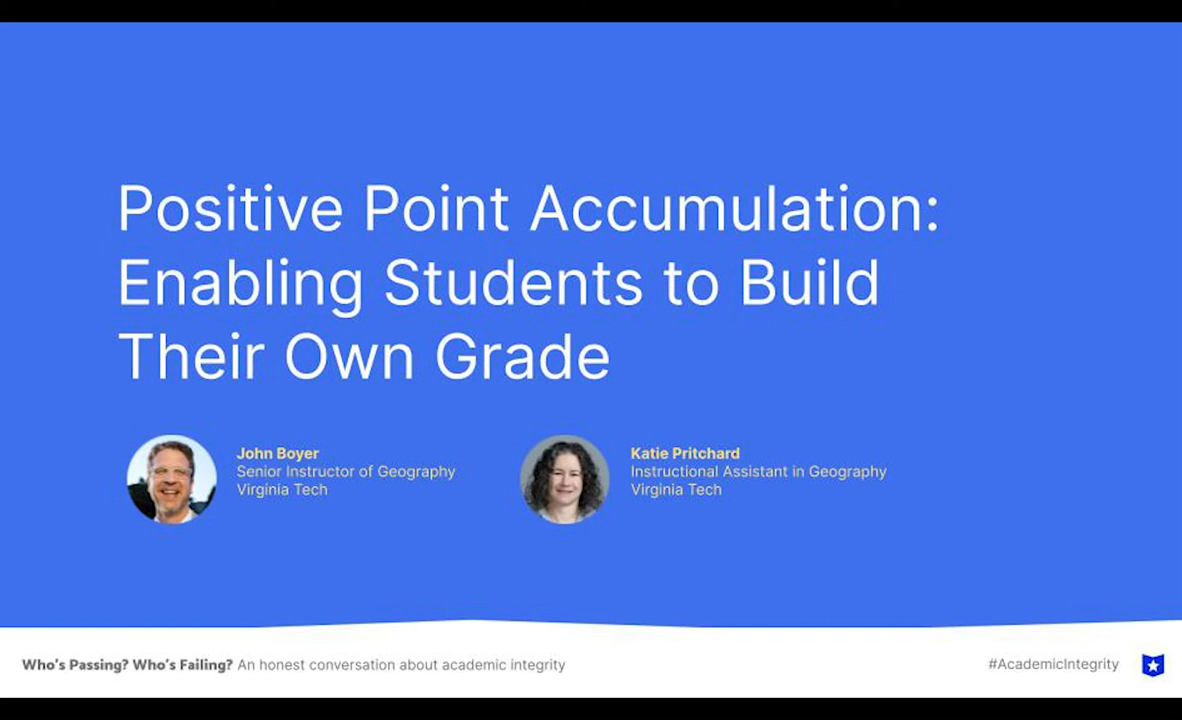 Positive Point Accumulation:
Enabling Students to Build
Their Own Grade
John Boyer
Senior Instructor of Geography
Virginia Tech
Katie Pritchard
Instructional Assistant in Geography
Virginia Tech
Who's Passing? Who's Failing? An honest conversation about academic integrity
#AcademicIntegrity